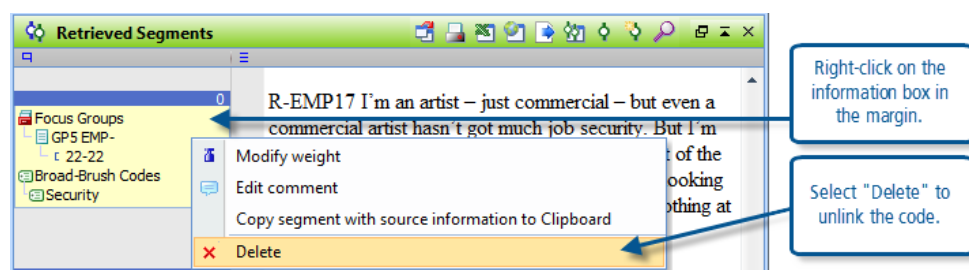 Retrieved Segments
0
Focus Groups
GP5 EMP-
22-22
Broad-Brush Codes
Security
R-EMP17 I'm an artist – just commercial – but even a
commercial artist hasn't got much job security. But I'm
t of the
ooking
othing at
Modify weight
Edit comment
Copy segment with source information to Clipboard
Delete
Right-click on the
information box in
the margin.
Select "Delete" to
unlink the code.